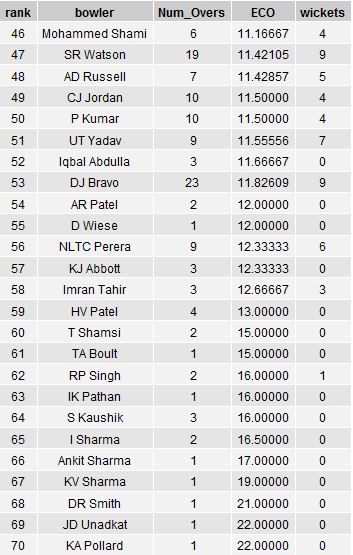 rank bowler Num_Overs ECO wickets
46 Mohammed Shami 6 11.16667 4
47 SR Watson 19 11.42105 9
48 AD Russell 7 11.42857 5
49 CJ Jordan 10 11.50000 4
50 P Kumar 10 11.50000 4
51 UT Yadav 9 11.55556 7
52 Iqbal Abdulla 3 11.66667 0
53 DJ Bravo 23 11.82609 9
54 AR Patel 2 12.00000 0
55 D Wiese 1 12.00000 0
56 NLTC Perera 9 12.33333 6
57 KJ Abbott 3 12.33333 0
58 Imran Tahir 3 12.66667 3
59 HV Patel 4 13.00000 0
60 T Shamsi 2 15.00000 0
61 TA Boult 1 15.00000 0
62 RP Singh 2 16.00000 1
63 IK Pathan 1 16.00000 0
64 S Kaushik 3 16.00000 0
65 I Sharma 2 16.50000 0
66 Ankit Sharma 1 17.00000 0
67 KV Sharma 1 19.00000 0
68 DR Smith 1 21.00000 0
69 JD Unadkat 1 22.00000 0
70 KA Pollard 1 22.00000 0